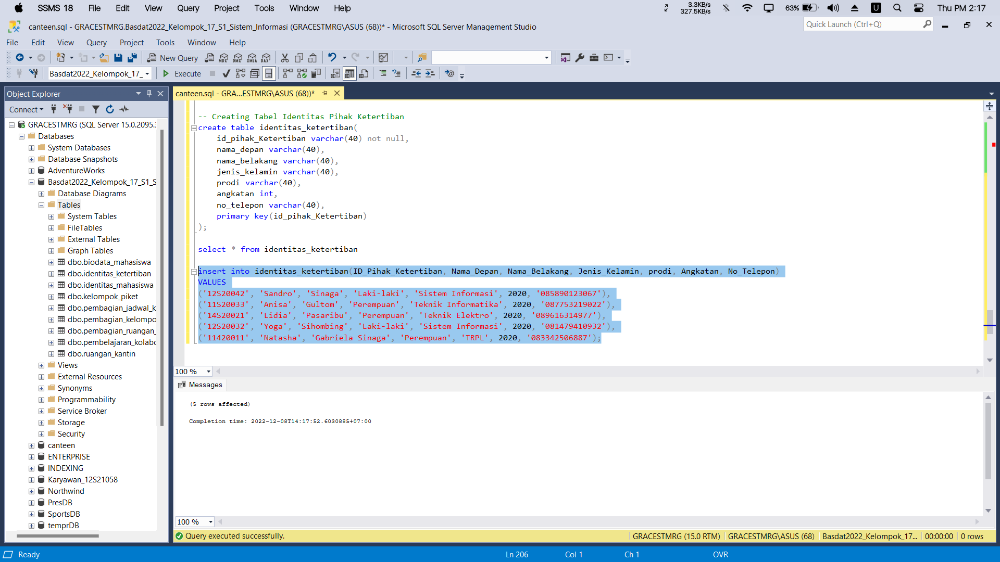 SSMS 18 File Edit View Query Project Tools Window Help 3.3KB/s 327.5KB/s 63% U Thu PM 2:17
canteen.sql - GRACESTMRG.Basdat2022_Kelompok_17_S1_Sistem_Informasi (GRACESTMRG\ASUS (68))* - Microsoft SQL Server Management Studio
Quick Launch (Ctrl+Q)
File Edit View Query Project Tools Window Help
New Query MDX DMX XMLA DAX
Basdat2022_Kelompok_17_ Execute
Object Explorer
Connect
GRACESTMRG (SQL Server 15.0.2095.3
Databases
System Databases
Database Snapshots
AdventureWorks
Basdat2022_Kelompok_17_S1_S
Database Diagrams
Tables
System Tables
FileTables
External Tables
Graph Tables
dbo.biodata_mahasiswa
dbo.identitas_ketertiban
dbo.identitas_mahasiswa
dbo.kelompok_piket
dbo.pembagian_jadwal_k
dbo.pembagian_kelompo
dbo.pembagian_ruangan_
dbo.pembelajaran_kolabo
dbo.ruangan_kantin
Views
External Resources
Synonyms
Programmability
Service Broker
Storage
Security
canteen
ENTERPRISE
INDEXING
Karyawan_12S21058
Northwind
PresDB
SportsDB
temprDB
canteen.sql - GRA...ESTMRG\ASUS (68))*
-- Creating Tabel Identitas Pihak Ketertiban
create table identitas_ketertiban(
id_pihak_Ketertiban varchar(40) not null,
nama_depan varchar(40),
nama_belakang varchar(40),
jenis_kelamin varchar(40),
prodi varchar(40),
angkatan int,
no_telepon varchar(40),
primary key(id_pihak_Ketertiban)
);
select * from identitas_ketertiban
insert into identitas_ketertiban(ID_Pihak_Ketertiban, Nama_Depan, Nama_Belakang, Jenis_Kelamin, prodi, Angkatan, No_Telepon)
VALUES
('12S20042', 'Sandro', 'Sinaga', 'Laki-laki', 'Sistem Informasi', 2020, '085890123067'),
('11S20033', 'Anisa', 'Gultom', 'Perempuan', 'Teknik Informatika', 2020, '087753219022'),
('14S20021', 'Lidia', 'Pasaribu', 'Perempuan', 'Teknik Elektro', 2020, '089616314977'),
('12S20032', 'Yoga', 'Sihombing', 'Laki-laki', 'Sistem Informasi', 2020, '081479410932'),
('11420011', 'Natasha', 'Gabriela Sinaga', 'Perempuan', 'TRPL', 2020, '083342506887');
100 %
Messages
(5 rows affected)
Completion time: 2022-12-08T14:17:52.6030885+07:00
100 %
Query executed successfully. GRACESTMRG (15.0 RTM) GRACESTMRG\ASUS (68) Basdat2022_Kelompok_17... 00:00:00 0 rows
Ready Ln 206 Col 1 Ch 1 OVR